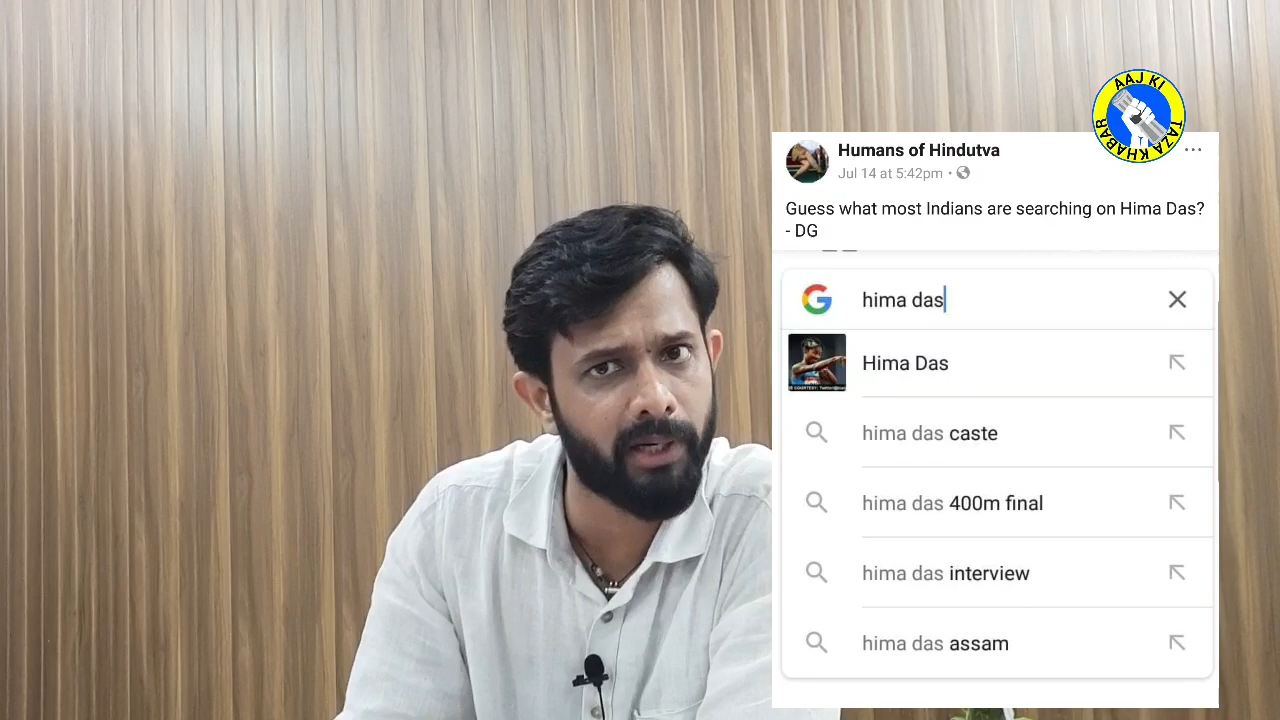 AAJ KI
TAZA KHABAR
Humans of Hindutva
Jul 14 at 5:42pm
Guess what most Indians are searching on Hima Das?
- DG
hima das
Hima Das
hima das caste
hima das 400m final
hima das interview
hima das assam